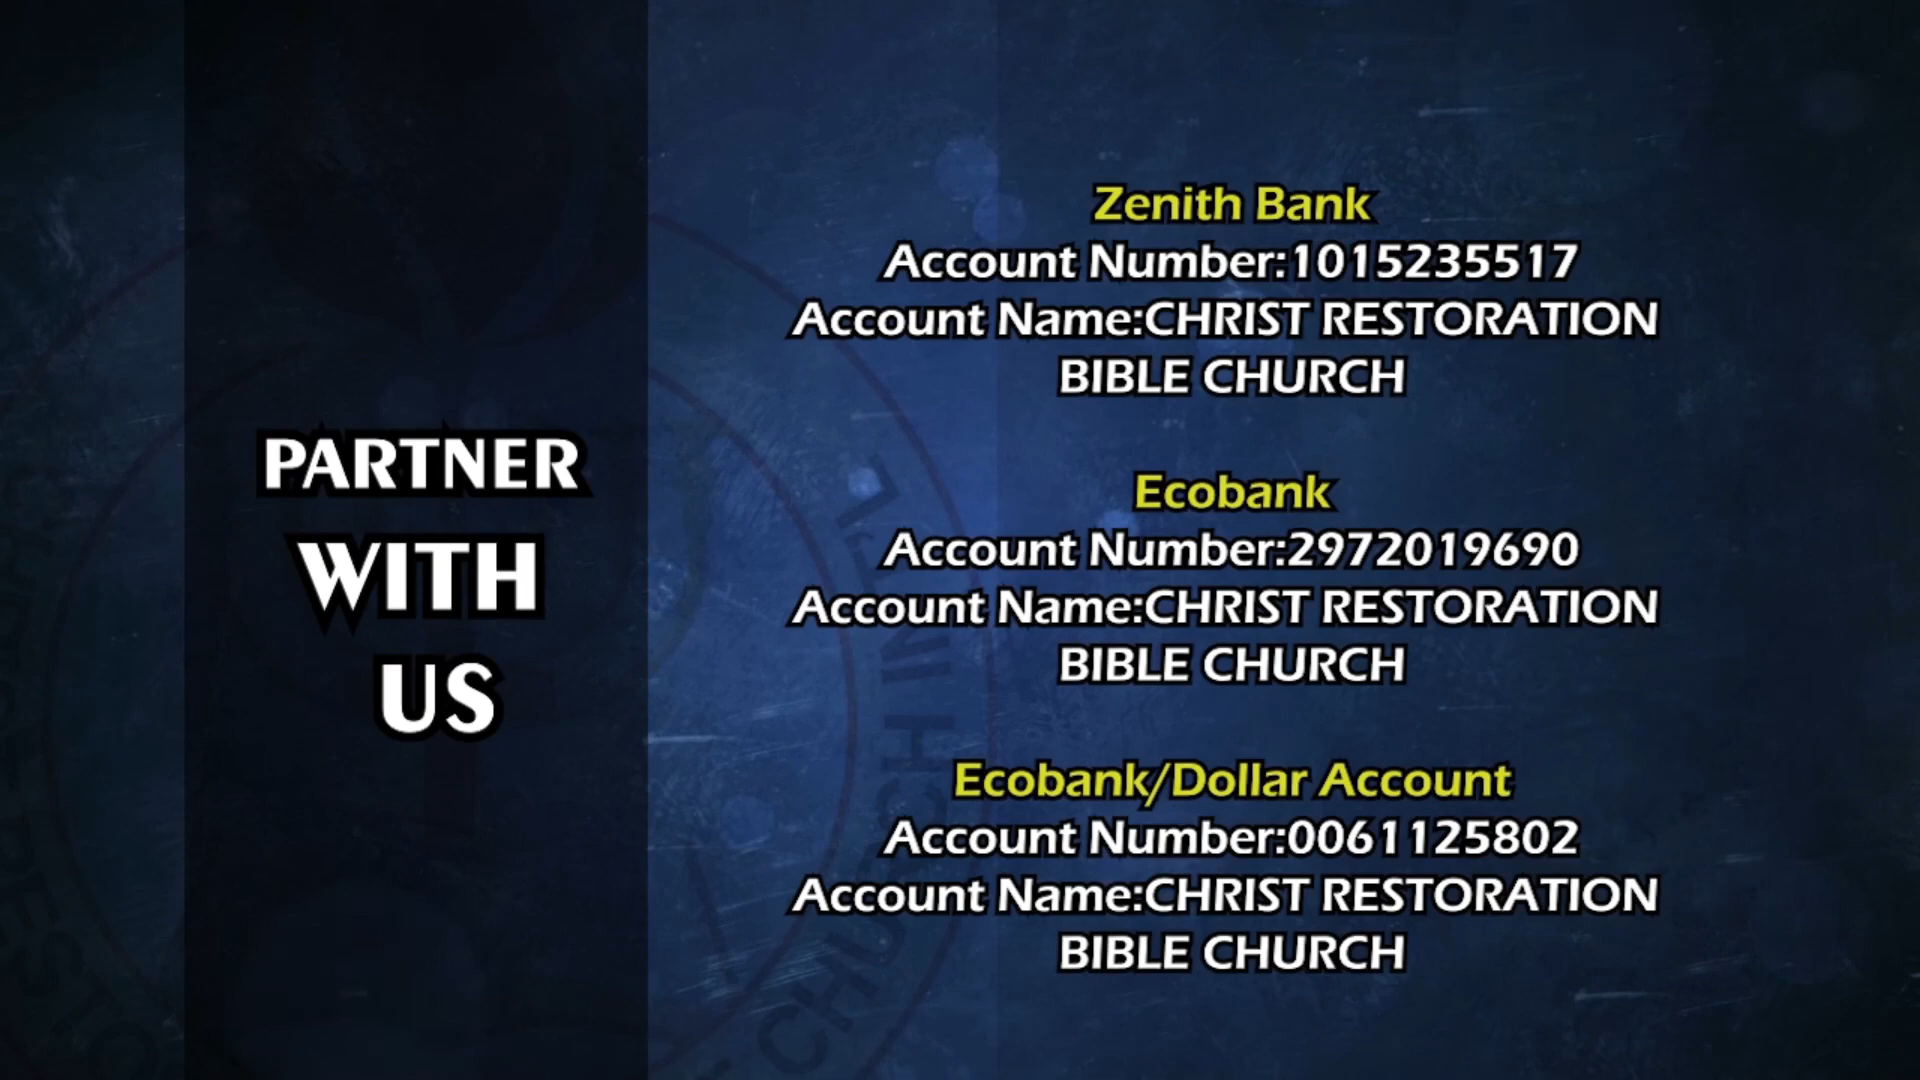 PARTNER
WITH
US
Zenith Bank
Account Number:1015235517
Account Name:CHRIST RESTORATION
BIBLE CHURCH
Ecobank
Account Number:2972019690
Account Name:CHRIST RESTORATION
BIBLE CHURCH
Ecobank/Dollar Account
Account Number:0061125802
Account Name:CHRIST RESTORATION
BIBLE CHURCH